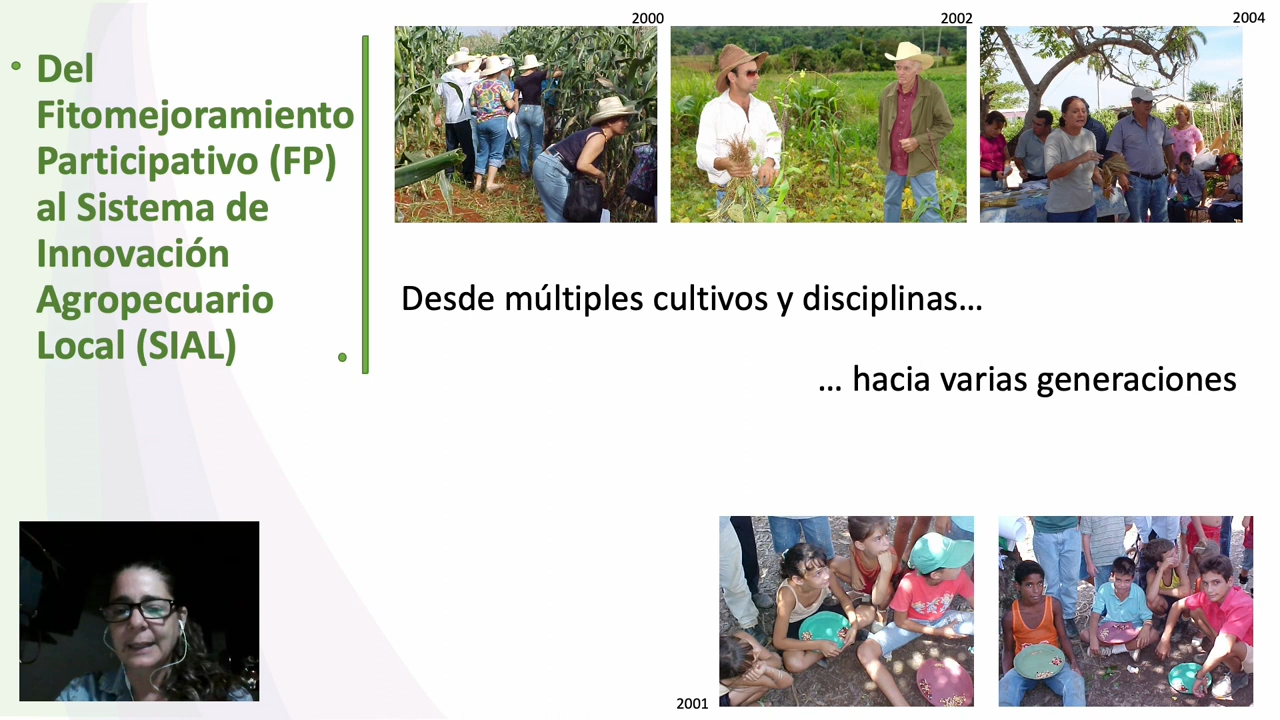 2000
2002
2004
• Del
Fitomejoramiento
Participativo (FP)
al Sistema de
Innovación
Agropecuario
Local (SIAL)
Desde múltiples cultivos y disciplinas...
... hacia varias generaciones
2001